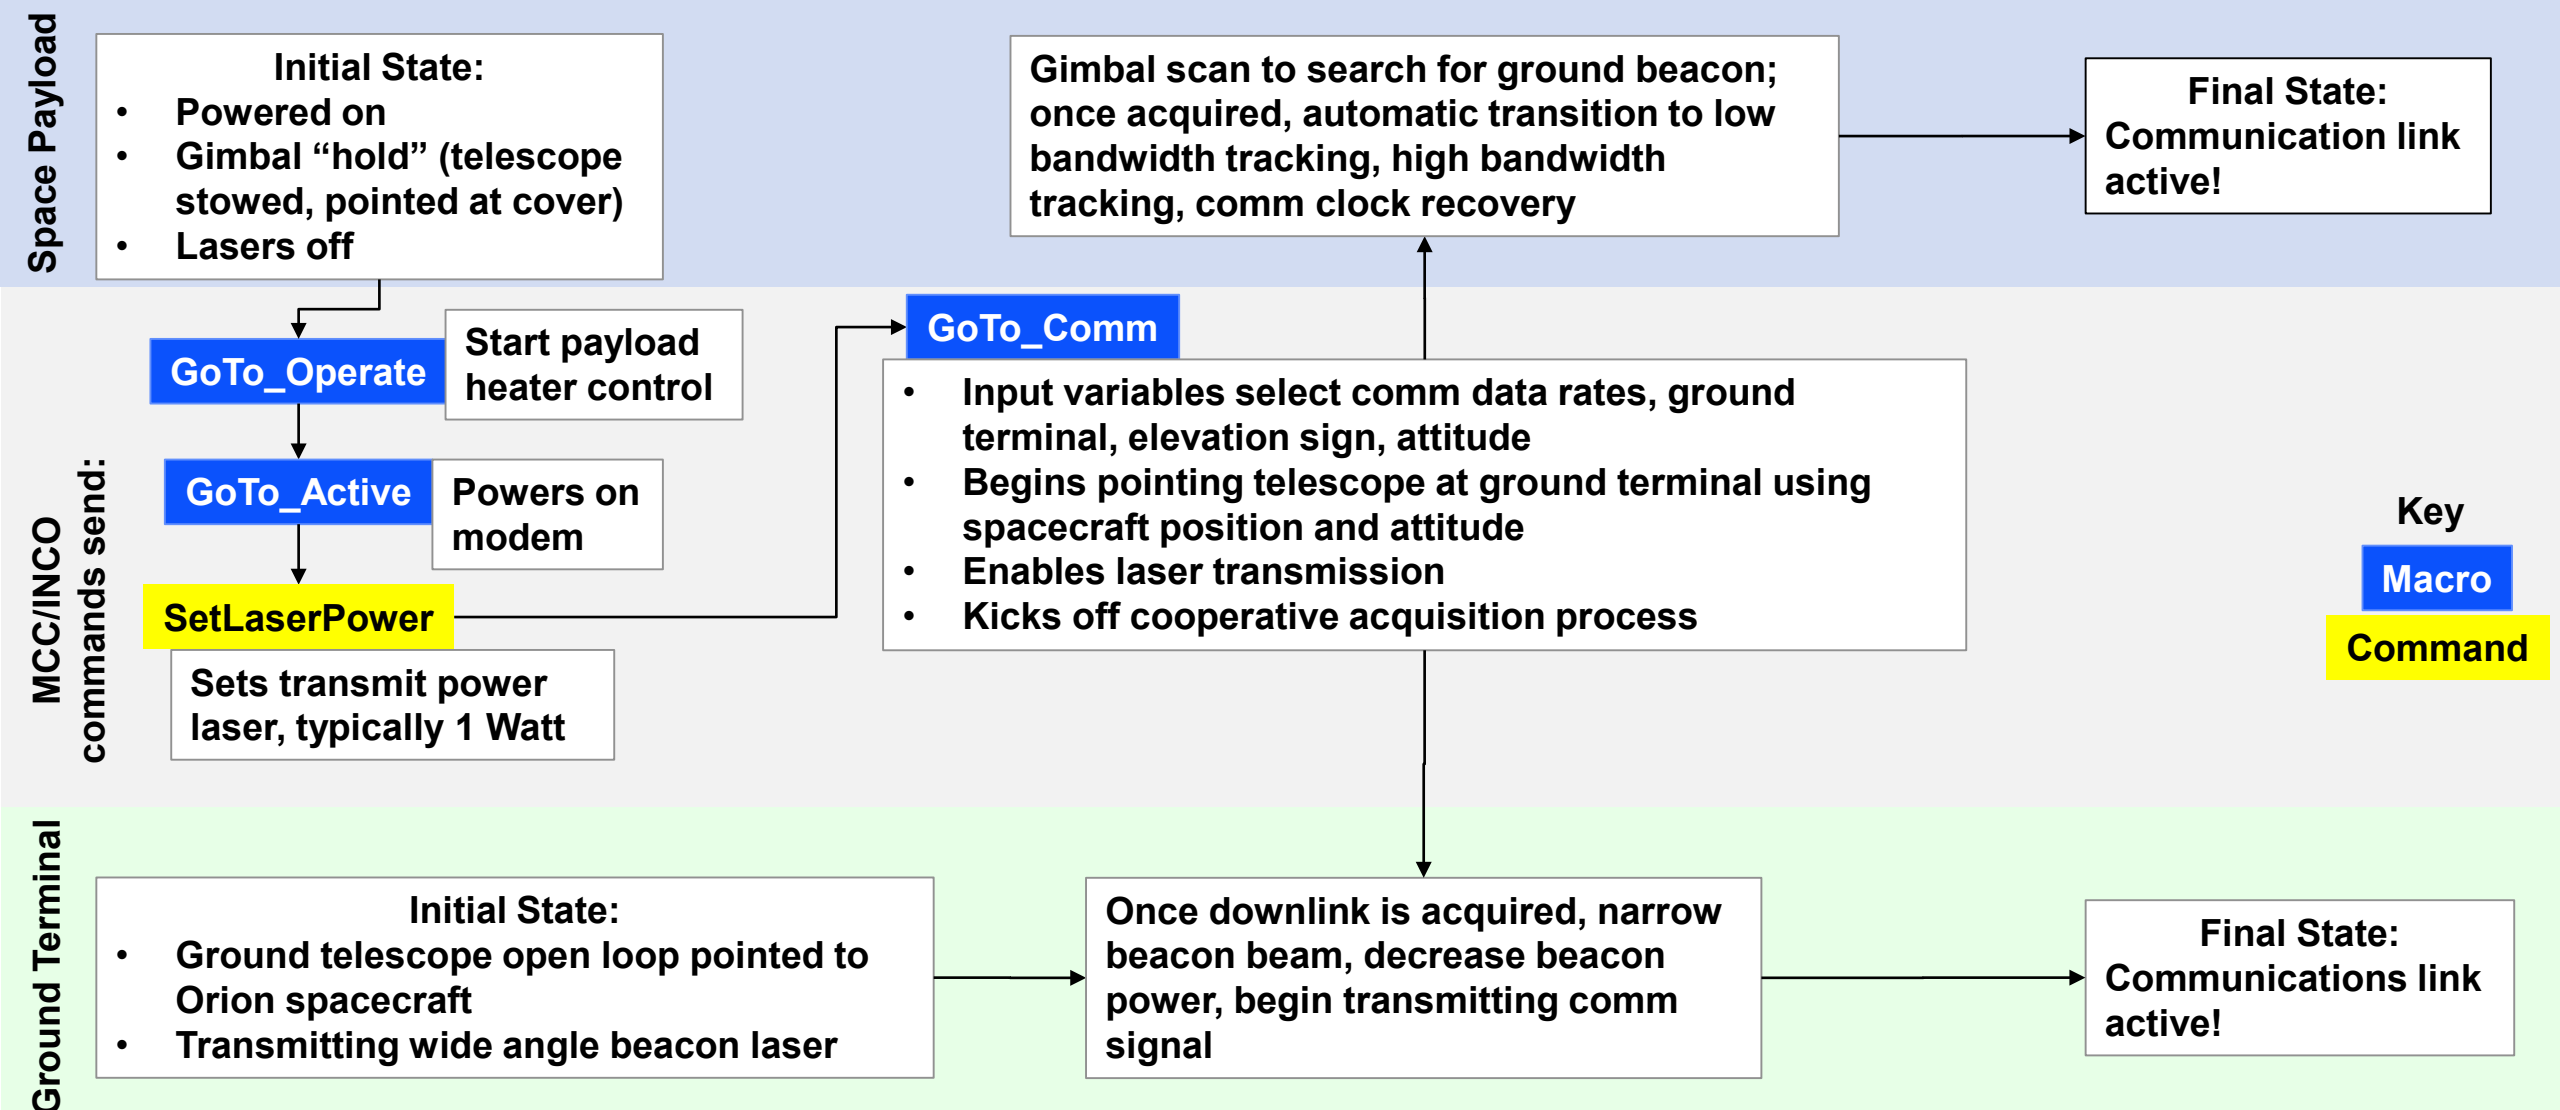 Space Payload
Initial State:
• Powered on
• Gimbal “hold” (telescope
stowed, pointed at cover)
• Lasers off
Gimbal scan to search for ground beacon;
once acquired, automatic transition to low
bandwidth tracking, high bandwidth
tracking, comm clock recovery
Final State:
Communication link
active!
MCC/INCO
commands send:
GoTo_Operate
Start payload
heater control
GoTo_Active
Powers on
modem
SetLaserPower
Sets transmit power
laser, typically 1 Watt
GoTo_Comm
• Input variables select comm data rates, ground
terminal, elevation sign, attitude
• Begins pointing telescope at ground terminal using
spacecraft position and attitude
• Enables laser transmission
• Kicks off cooperative acquisition process
Key
Macro
Command
Ground Terminal
Initial State:
• Ground telescope open loop pointed to
Orion spacecraft
• Transmitting wide angle beacon laser
Once downlink is acquired, narrow
beacon beam, decrease beacon
power, begin transmitting comm
signal
Final State:
Communications link
active!